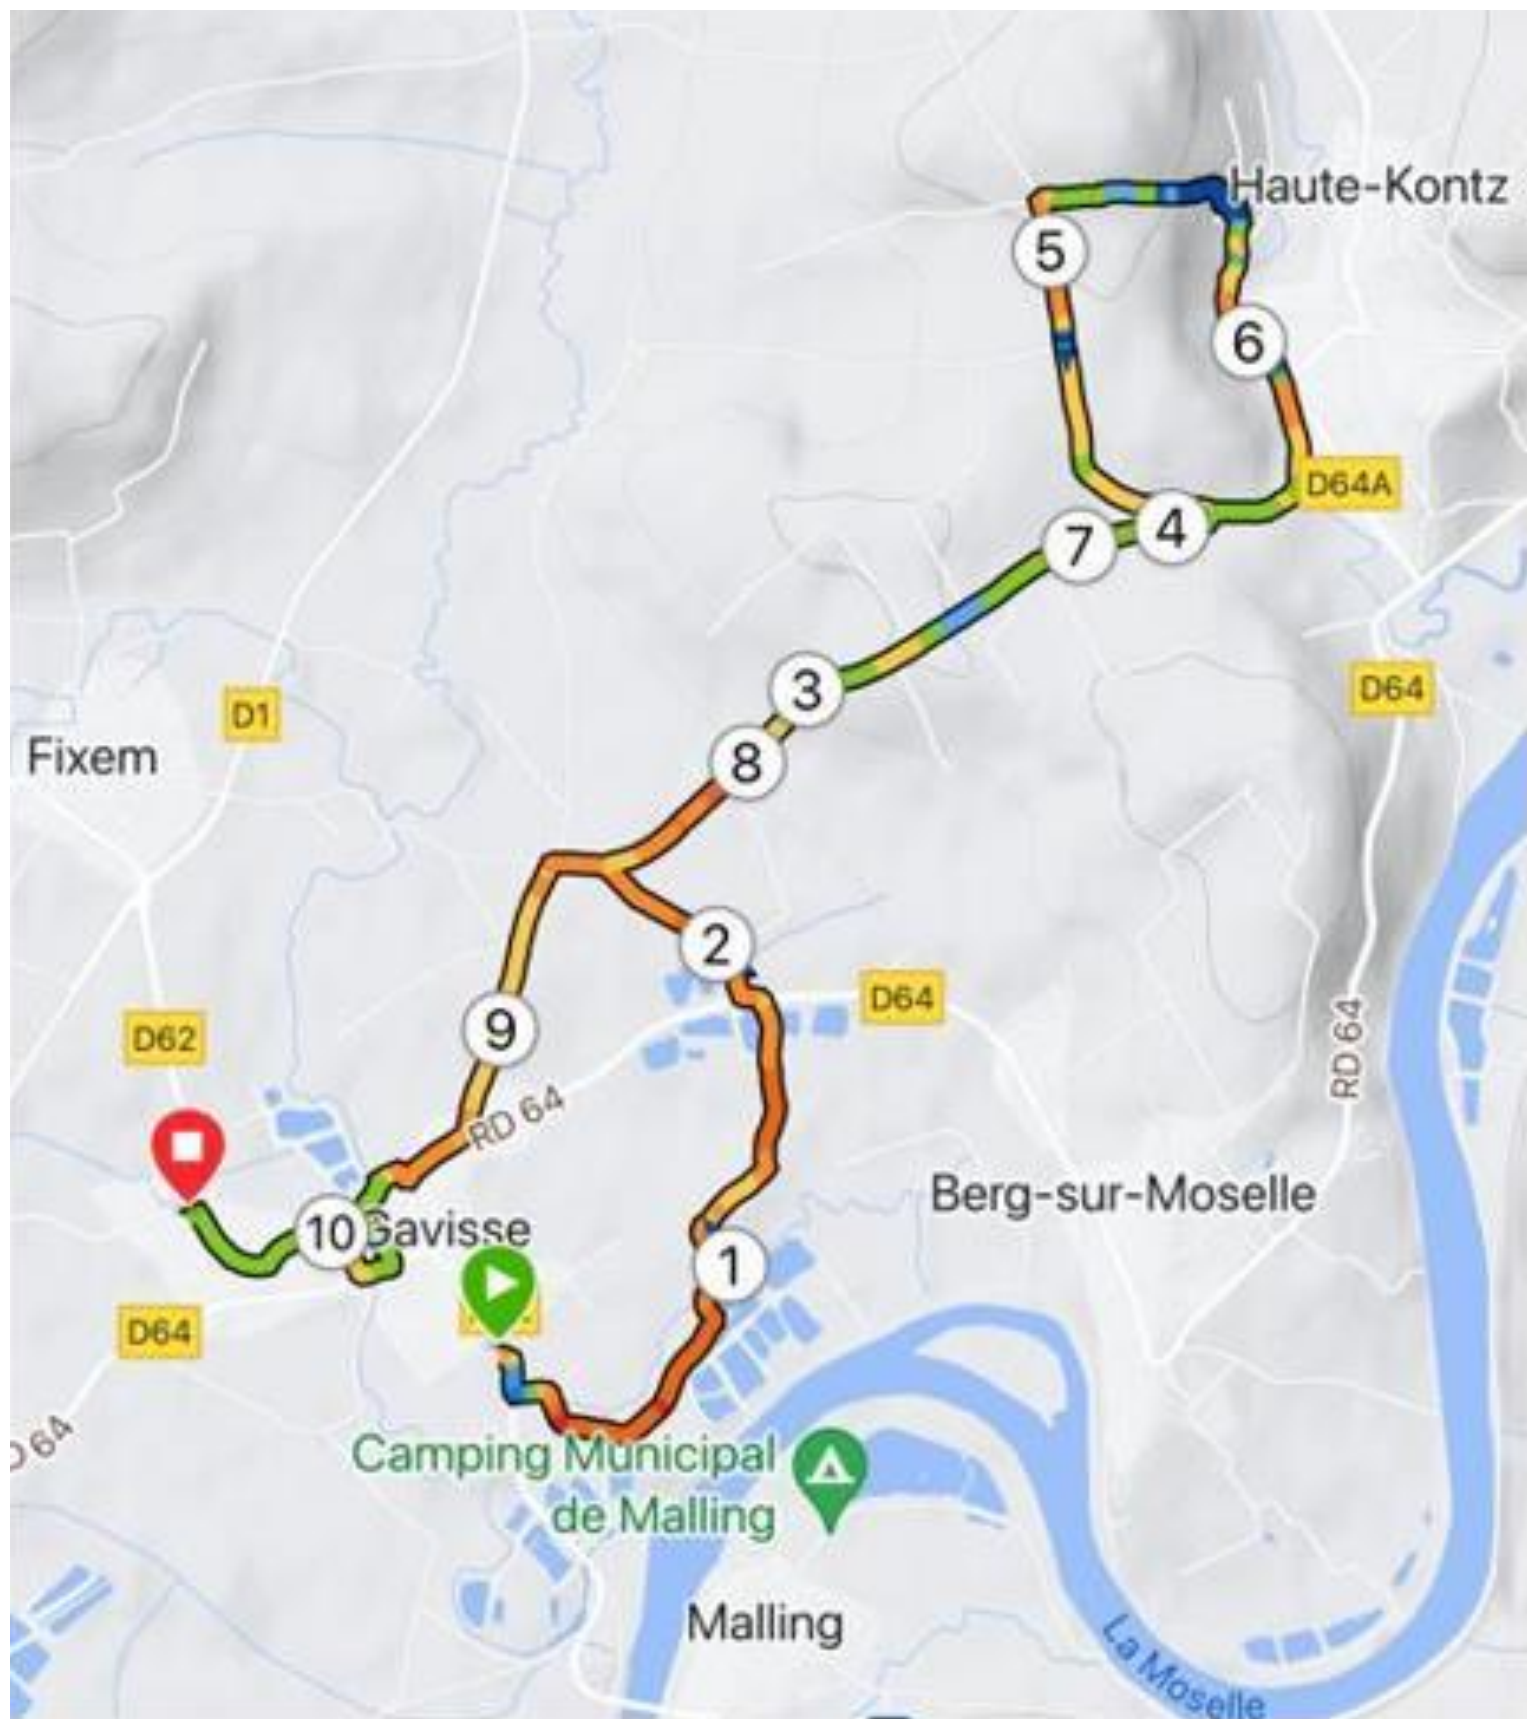 Haute-Kontz
5
6
D64A
4
7
D64
3
D1
Fixem
8
2
D64
9
D62
RD 64
RD 64
Berg-sur-Moselle
10
Gavisse
1
D64
64
Camping Municipal
de Malling
Malling
La Moselle